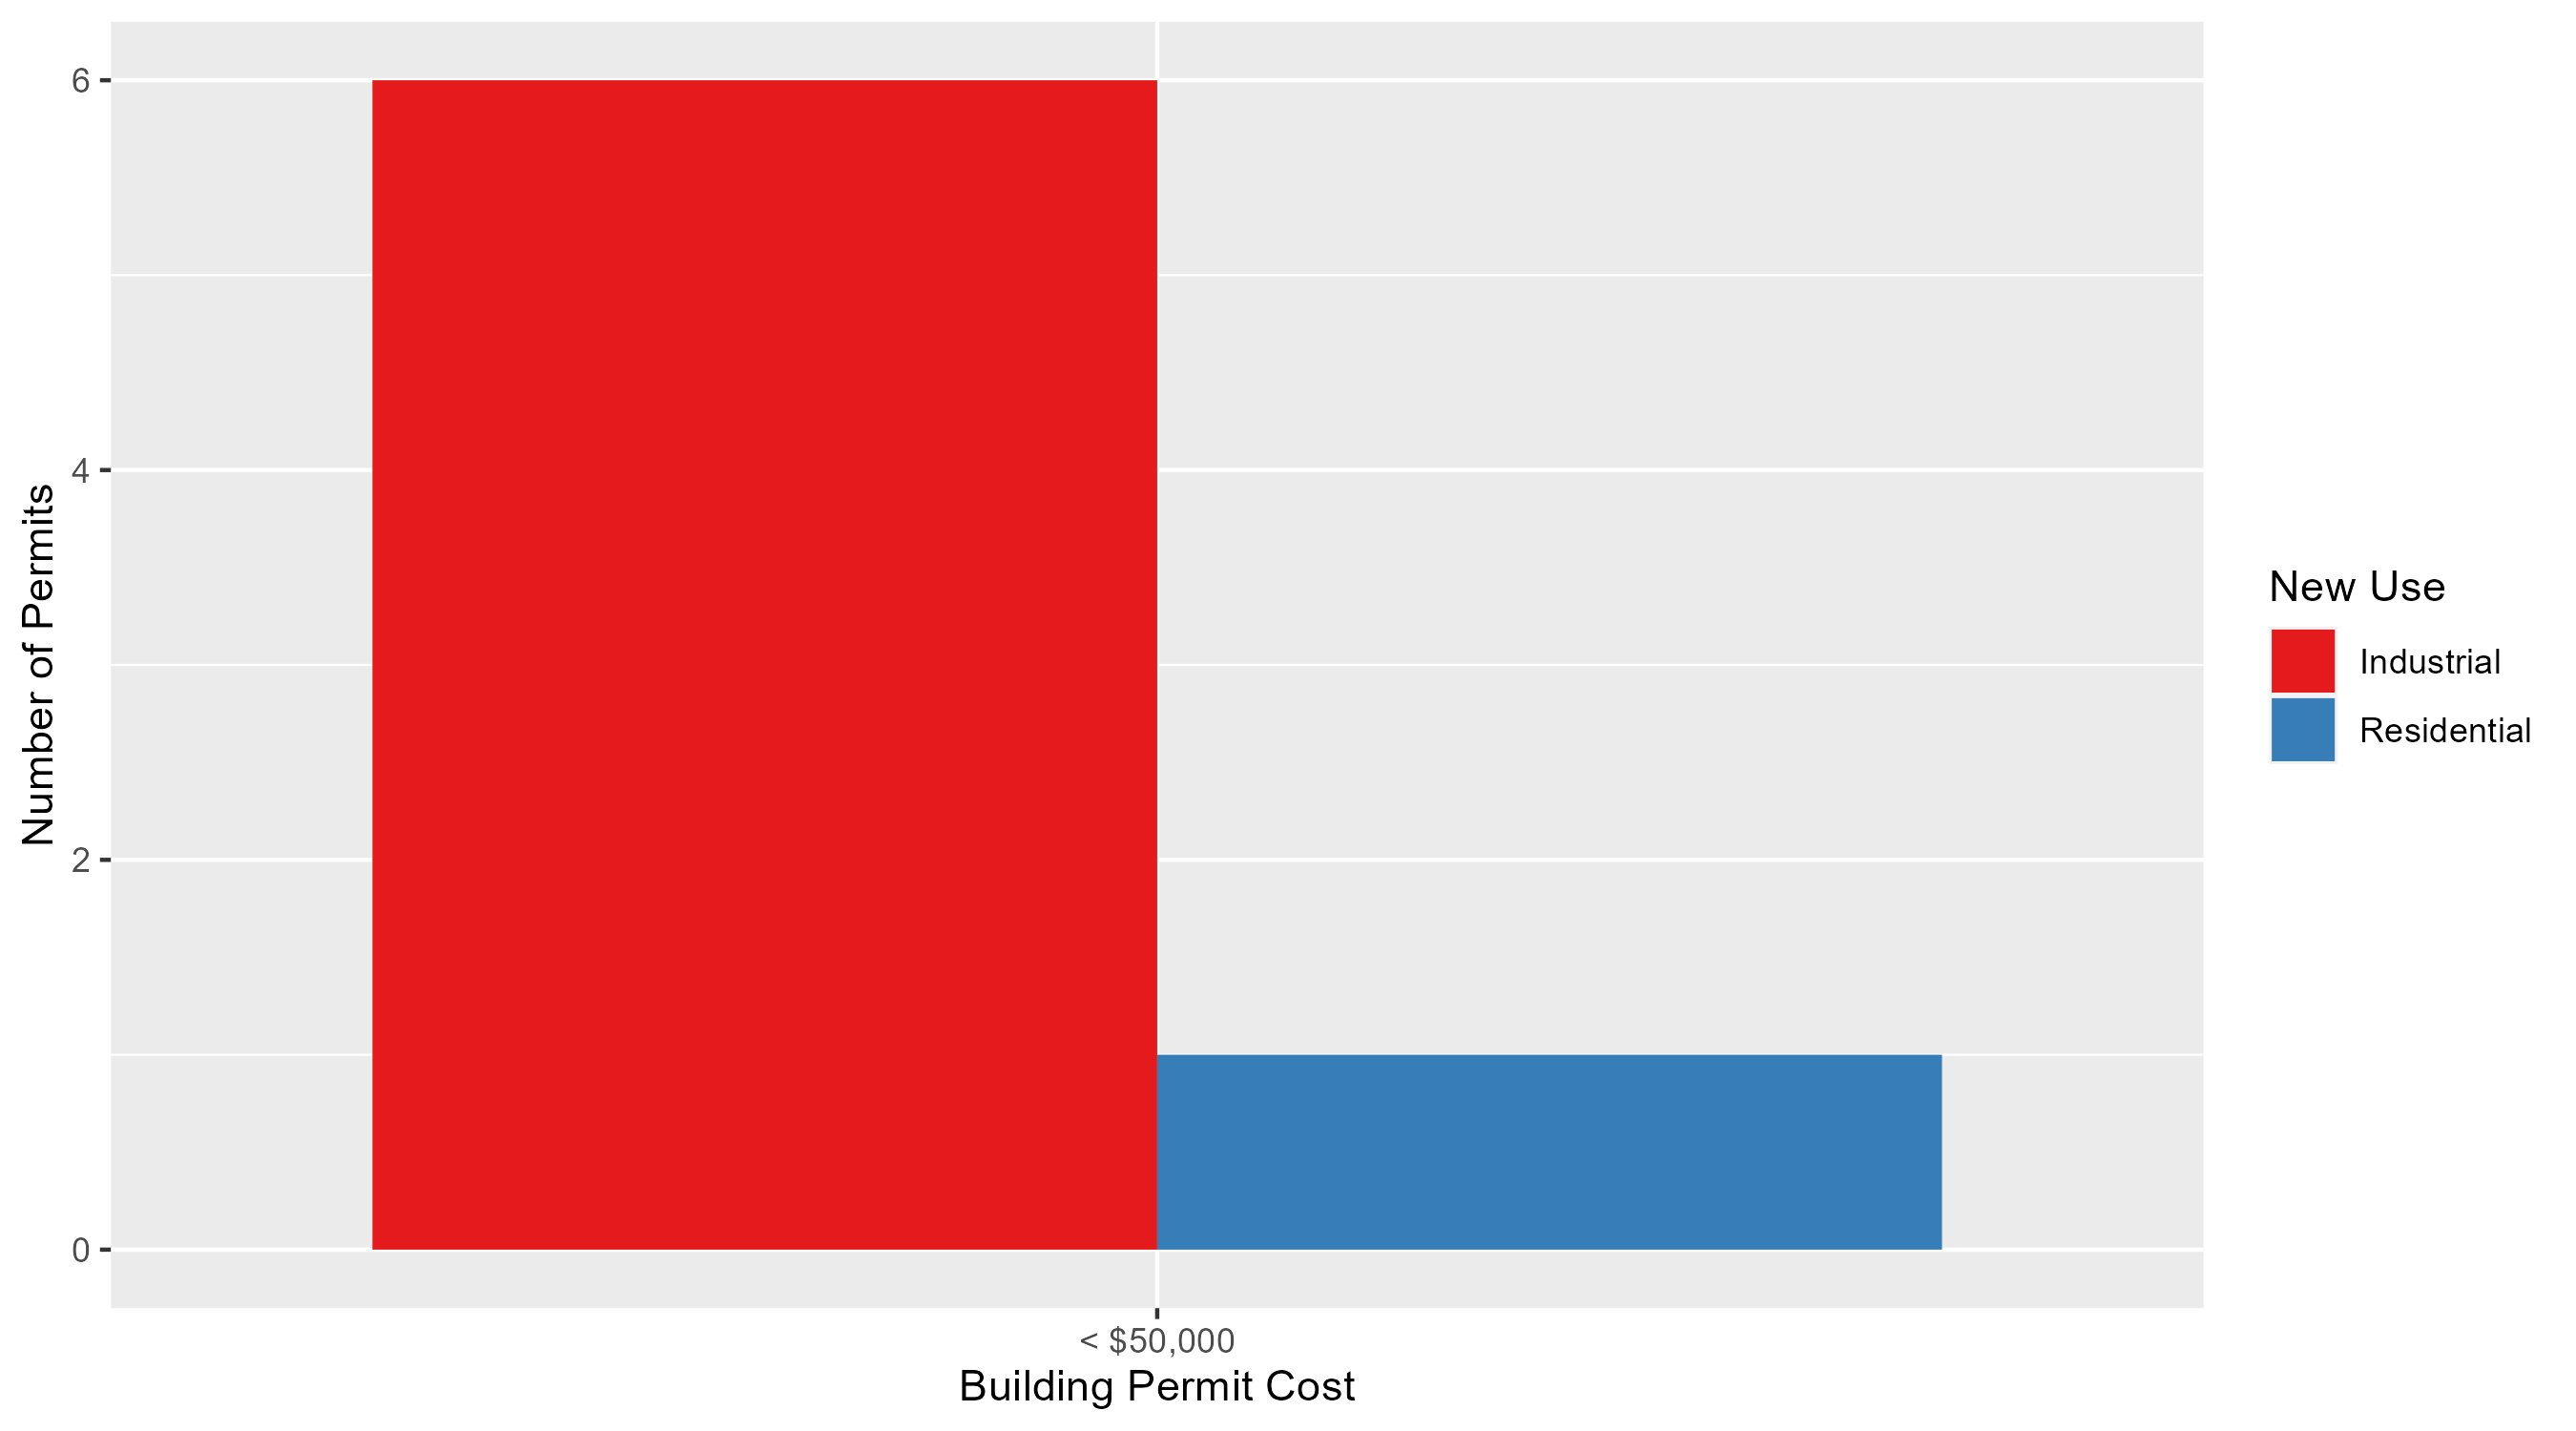 6
4
2
0
Number of Permits
< $50,000
Building Permit Cost
New Use
Industrial
Residential